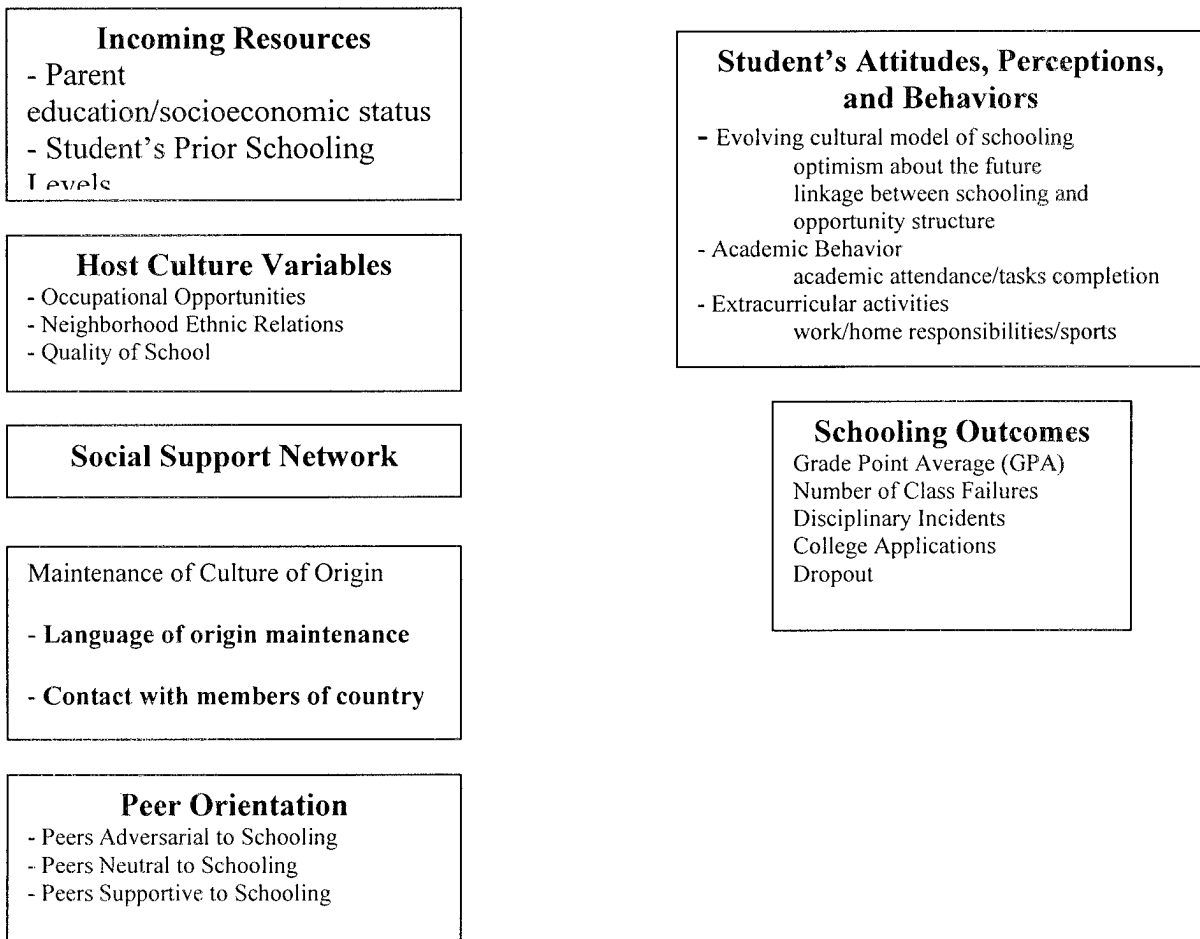 Incoming Resources
- Parent
education/socioeconomic status
- Student's Prior Schooling
Levels
Host Culture Variables
- Occupational Opportunities
- Neighborhood Ethnic Relations
- Quality of School
Social Support Network
Maintenance of Culture of Origin
- Language of origin maintenance
- Contact with members of country
Peer Orientation
- Peers Adversarial to Schooling
- Peers Neutral to Schooling
- Peers Supportive to Schooling
Student's Attitudes, Perceptions,
and Behaviors
- Evolving cultural model of schooling
optimism about the future
linkage between schooling and
opportunity structure
- Academic Behavior
academic attendance/tasks completion
- Extracurricular activities
work/home responsibilities/sports
Schooling Outcomes
Grade Point Average (GPA)
Number of Class Failures
Disciplinary Incidents
College Applications
Dropout